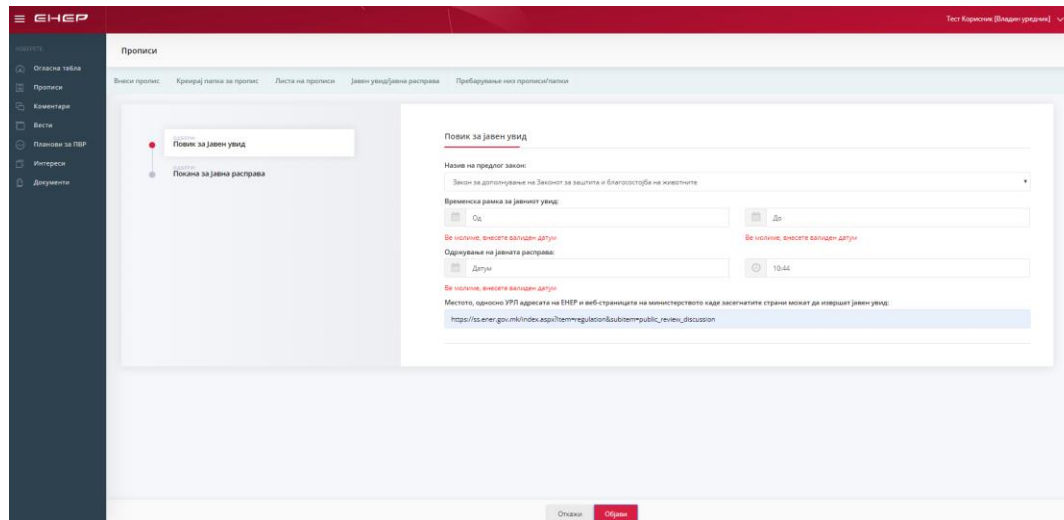 ЕНЕР
Тест Корисник [Владин уредник]
Прописи
Огласна табла
Прописи
Коментари
Вести
Планови за ПВР
Интереси
Документи
Внеси пропис Креирај папка за пропис Листа на прописи Јавен увид/јавна расправа Пребарување низ прописи/папки
Повик за Јавен увид
Покана за Јавна расправа
Повик за јавен увид
Назив на предлог закон:
Закон за дополнување на Законот за заштита и благосостојба на животните
Временска рамка за јавниот увид:
Од До
Ве молиме, внесете валиден датум Ве молиме, внесете валиден датум
Одржување на јавната расправа:
Датум 10:44
Ве молиме, внесете валиден датум
Местото, односно УРЛ адресата на ЕНЕР и веб-страницата на министерството каде засегнатите страни можат да извршат јавен увид:
https://ss.ener.gov.mk/index.aspx?item=regulation&subitem=public_review_discussion
Откажи Објави